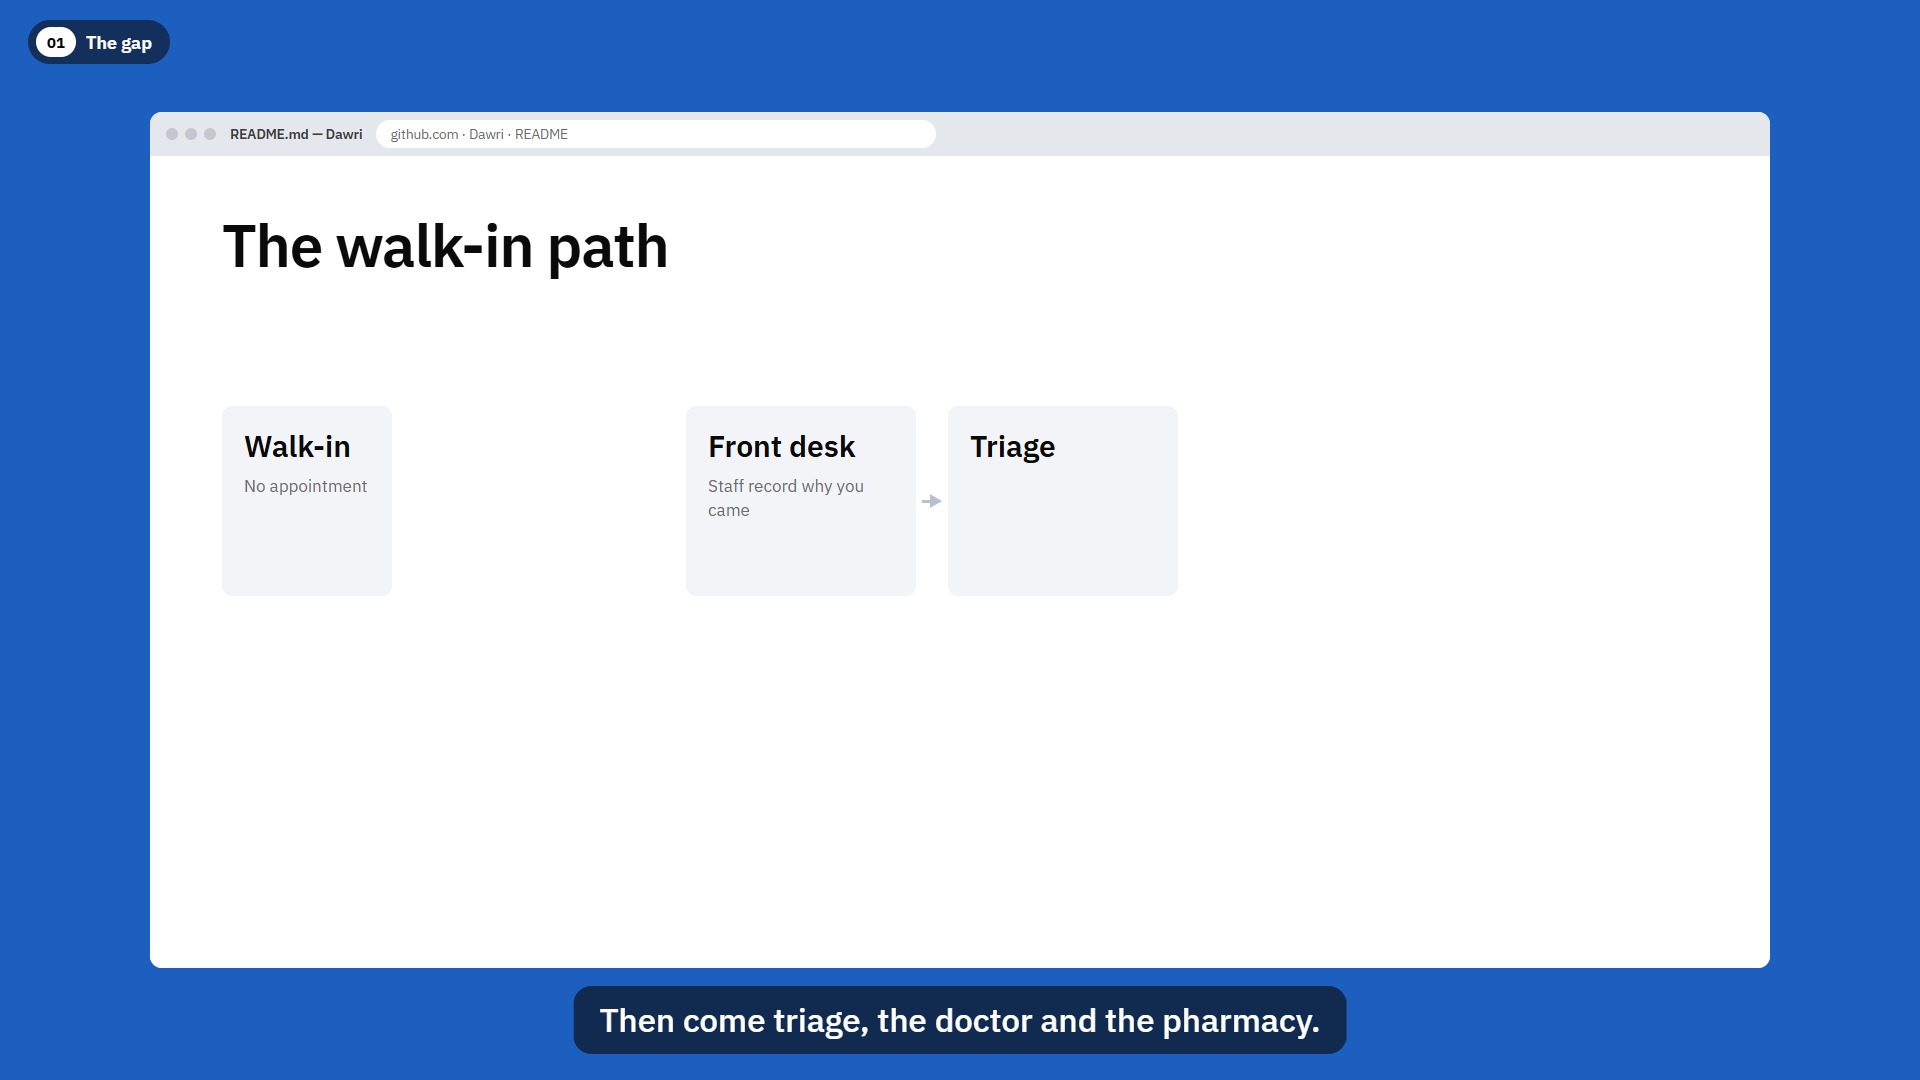 01 The gap
README.md — Dawri
github.com · Dawri · README
The walk-in path
Walk-in
No appointment
Front desk
Staff record why you
came
Triage
Then come triage, the doctor and the pharmacy.